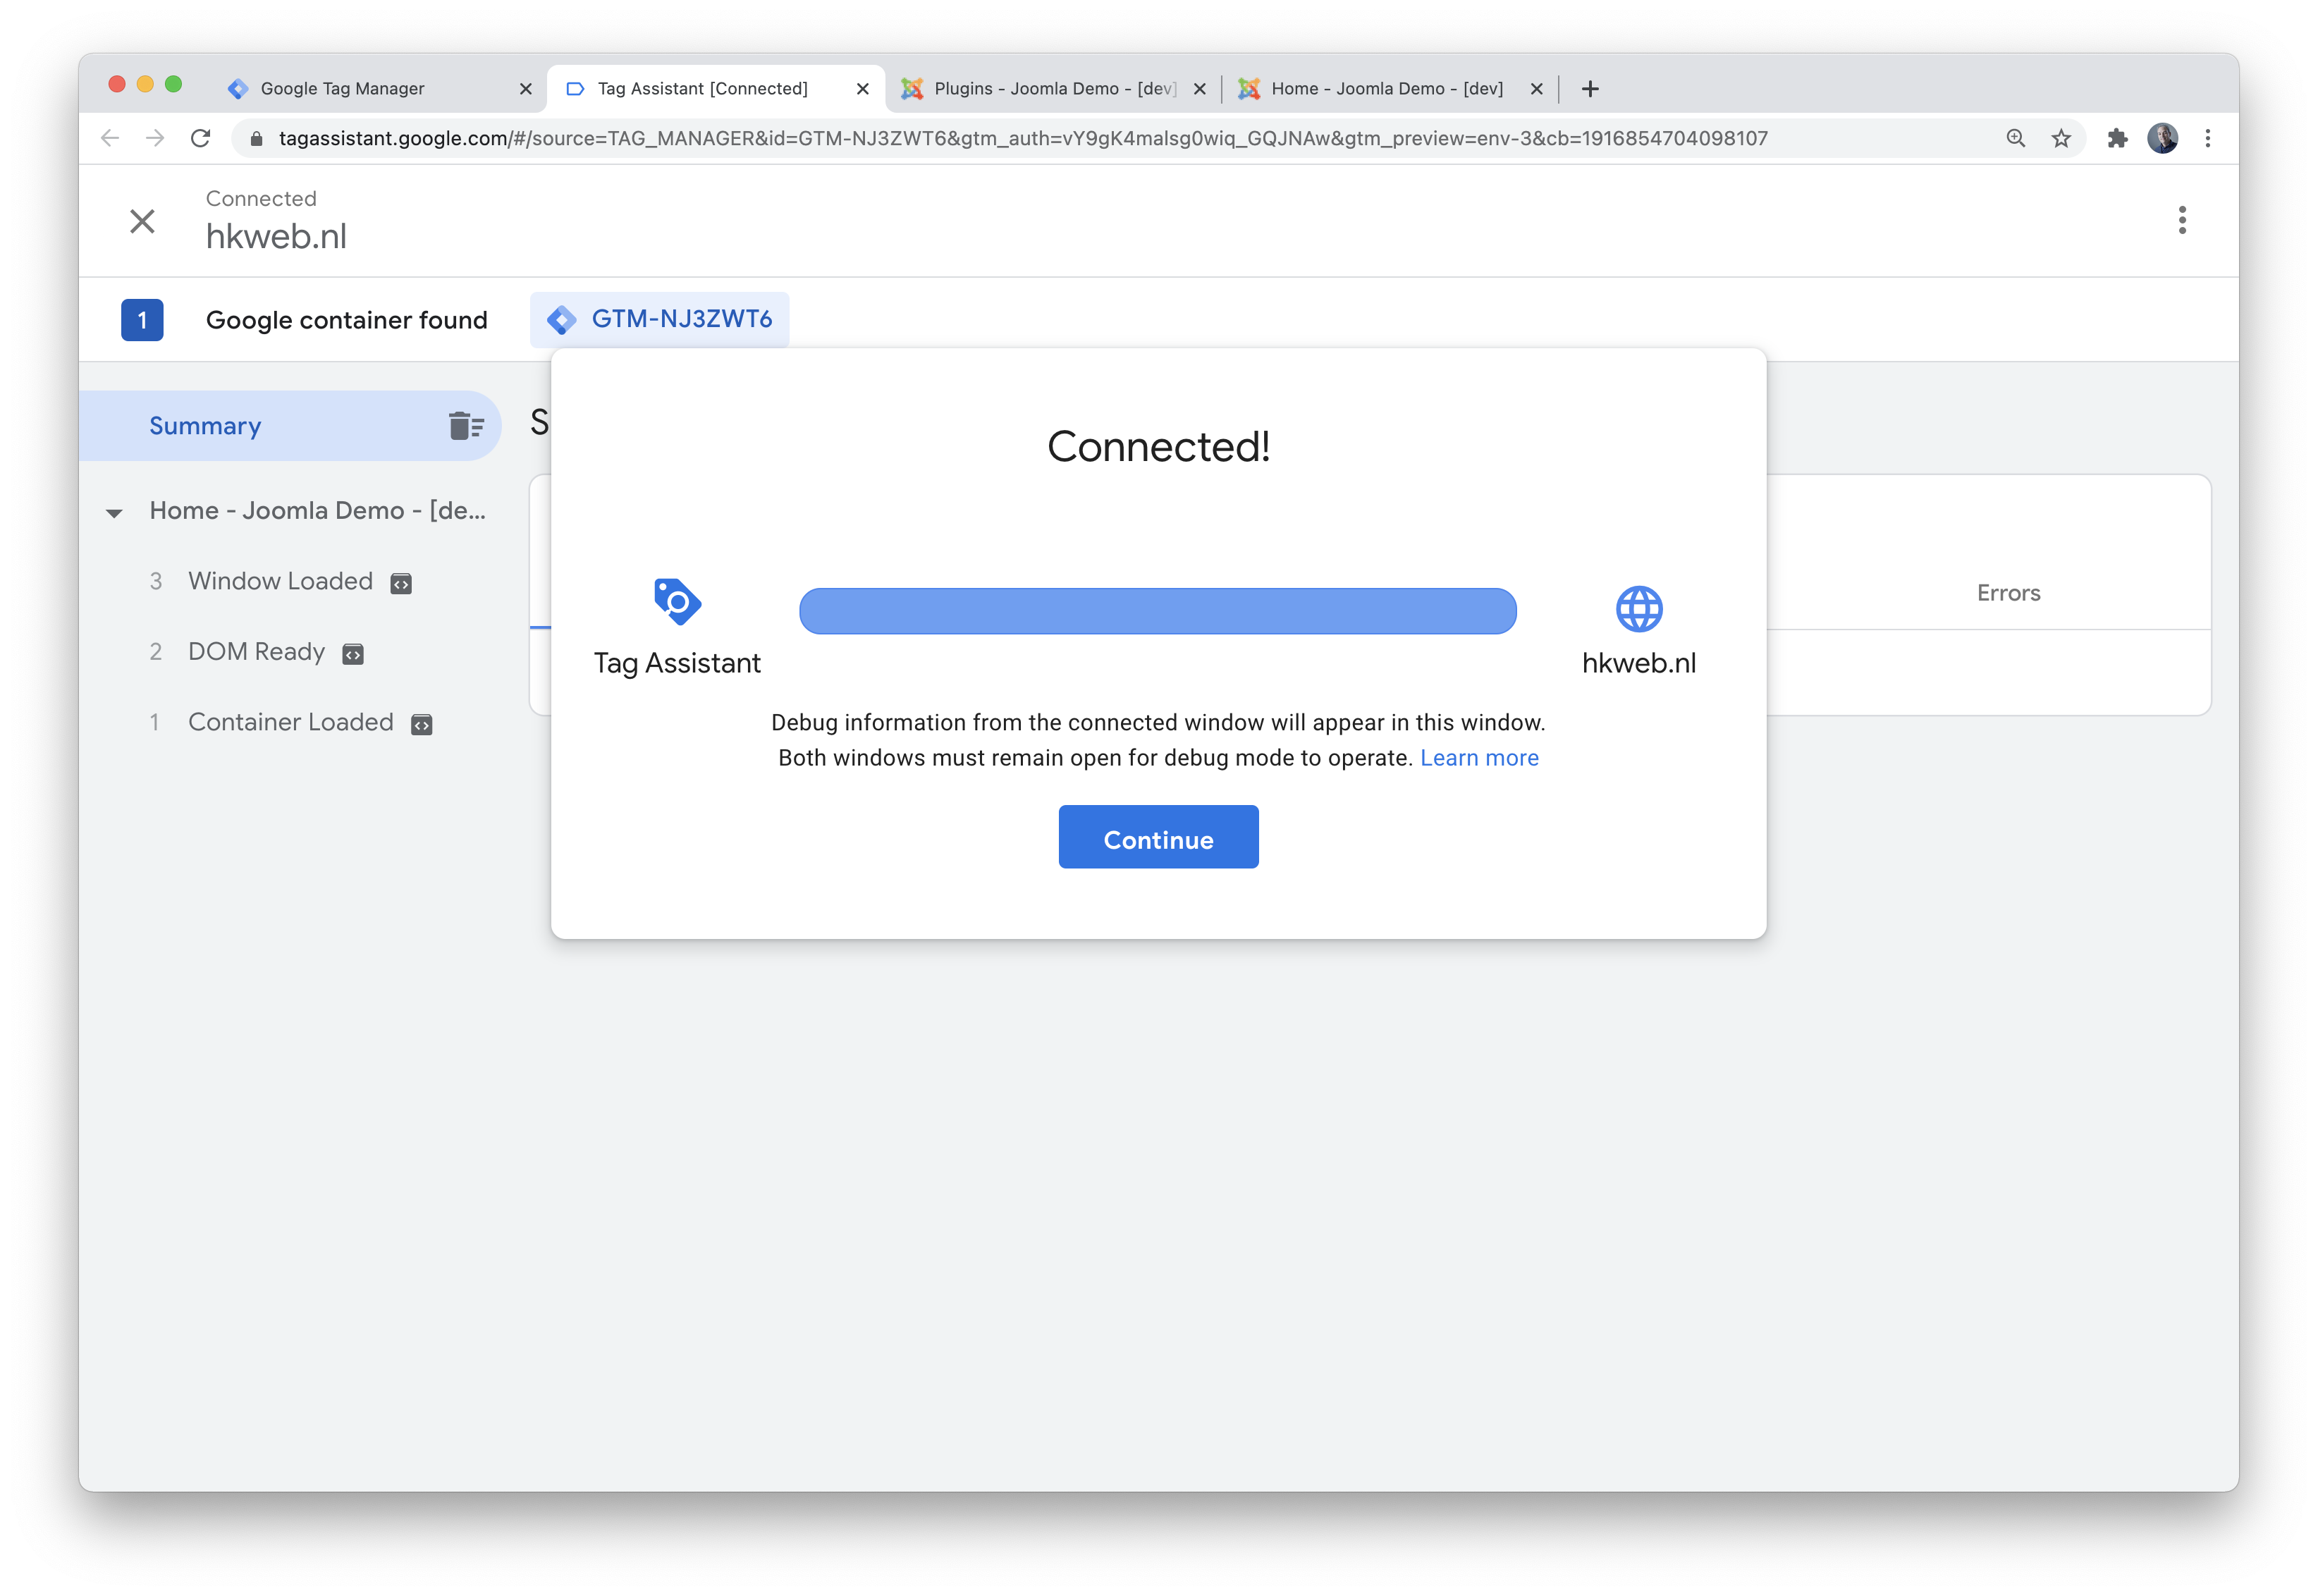 Google Tag Manager
Tag Assistant [Connected]
Plugins - Joomla Demo - [dev]
Home - Joomla Demo - [dev]
tagassistant.google.com/#/source=TAG_MANAGER&id=GTM-NJ3ZWT6&gtm_auth=vY9gK4malsg0wiq_GQJNAw&gtm_preview=env-3&cb=1916854704098107
Connected
hkweb.nl
1 Google container found GTM-NJ3ZWT6
Summary
S
Home - Joomla Demo - [de...
3 Window Loaded
2 DOM Ready
1 Container Loaded
Errors
Connected!
Tag Assistant
hkweb.nl
Debug information from the connected window will appear in this window.
Both windows must remain open for debug mode to operate. Learn more
Continue